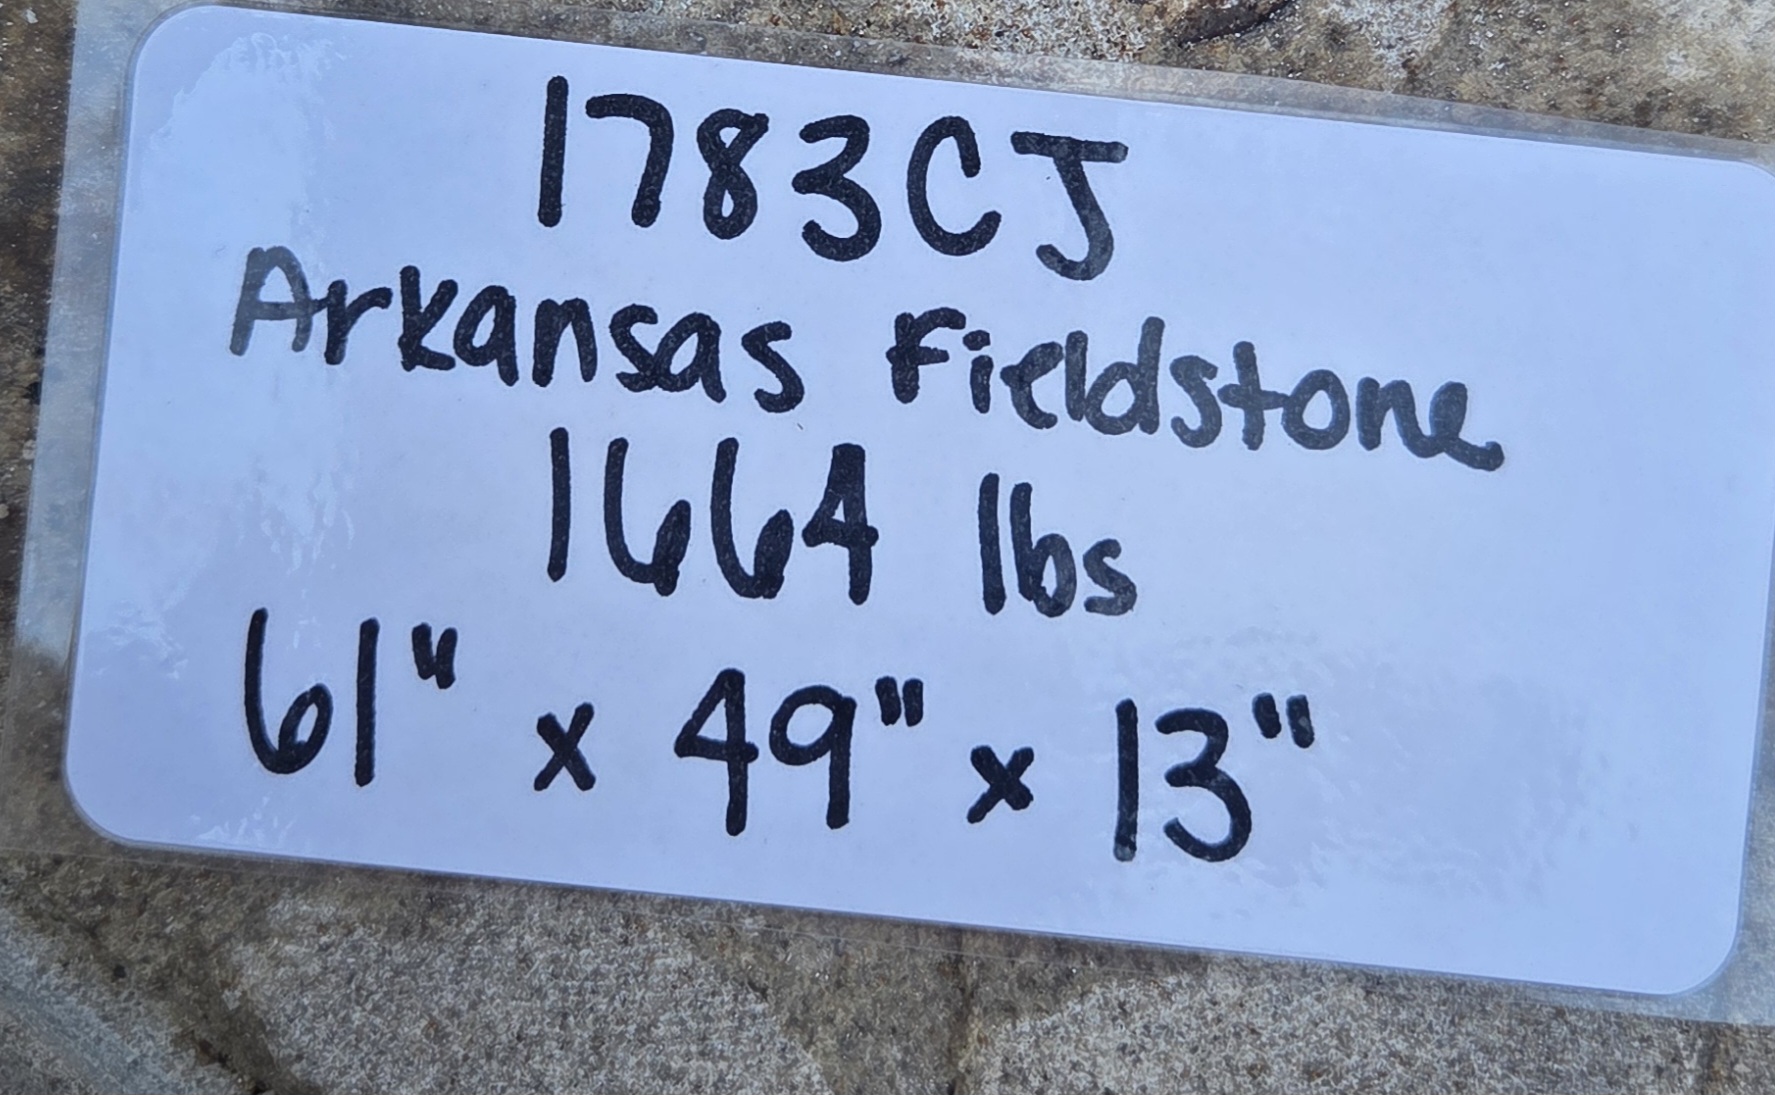 1783CJ
Arkansas Fieldstone
1664 lbs
61" x 49" x 13"